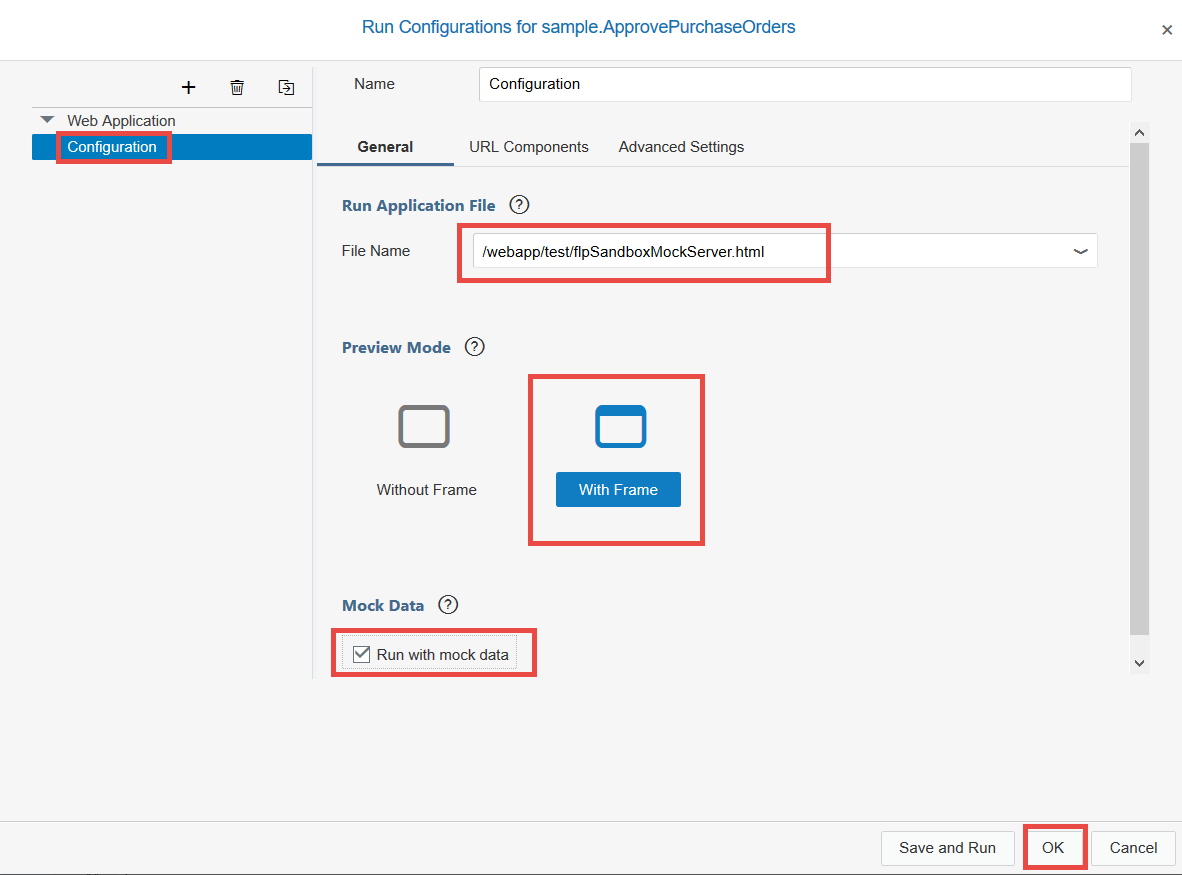 Run Configurations for sample.ApprovePurchaseOrders
Name
Configuration
Web Application
Configuration
General
URL Components
Advanced Settings
Run Application File ?
File Name
/webapp/test/flpSandboxMockServer.html
Preview Mode ?
Without Frame
With Frame
Mock Data ?
Run with mock data
Save and Run
OK
Cancel